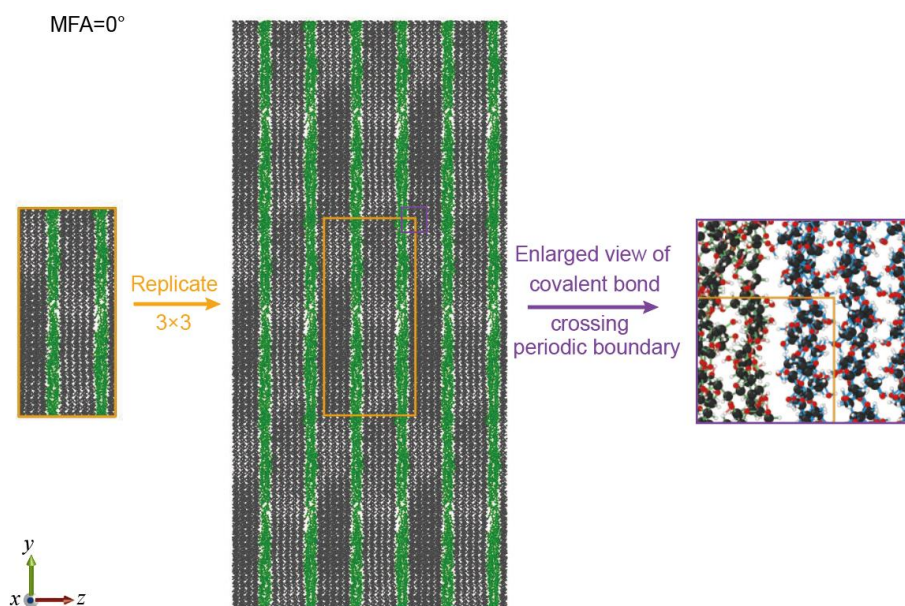 MFA=0°
Replicate
3×3
Enlarged view of
covalent bond
crossing
periodic boundary
y
x
z